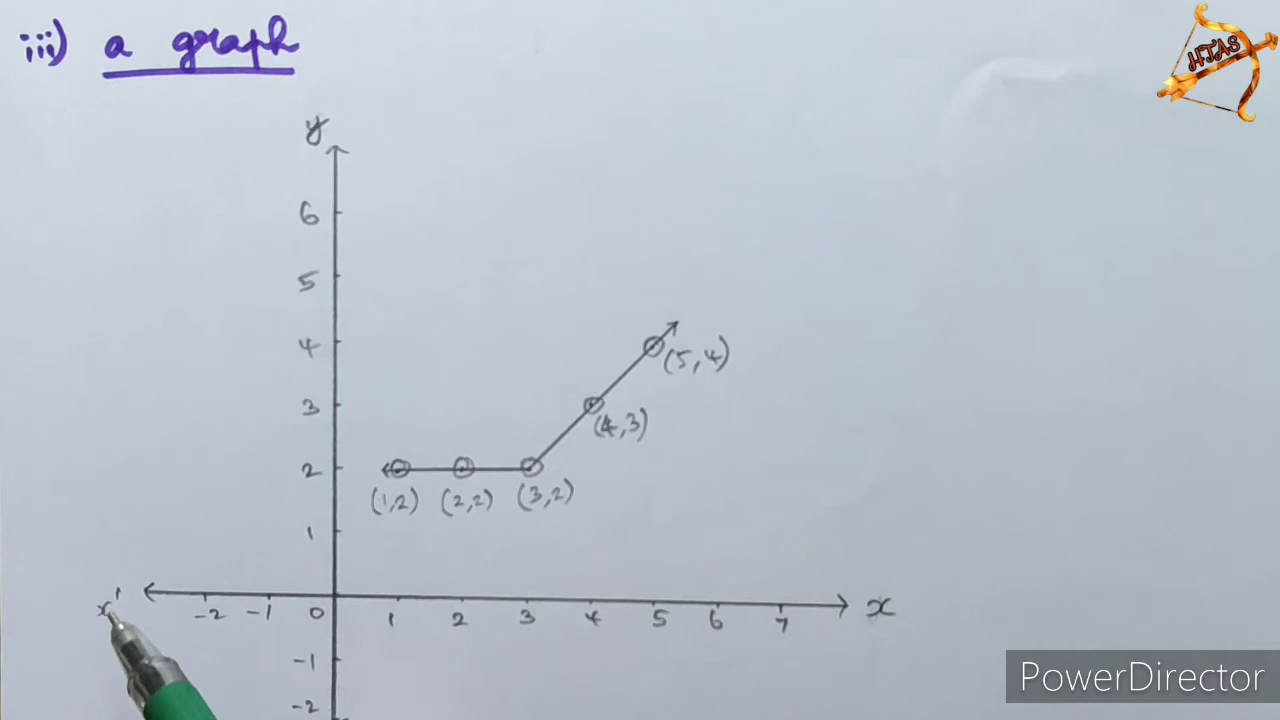 iii) a graph
HTAS
y
6
5
4
(5,4)
3
(4,3)
2
(1,2) (2,2) (3,2)
1
x' -2 -1 0 1 2 3 4 5 6 7 x
-1
-2
PowerDirector